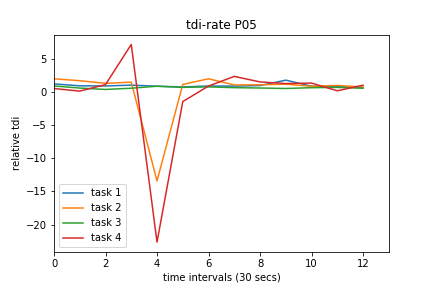 tdi-rate P05
relative tdi
5
0
−5
−10
−15
−20
task 1
task 2
task 3
task 4
0 2 4 6 8 10 12
time intervals (30 secs)